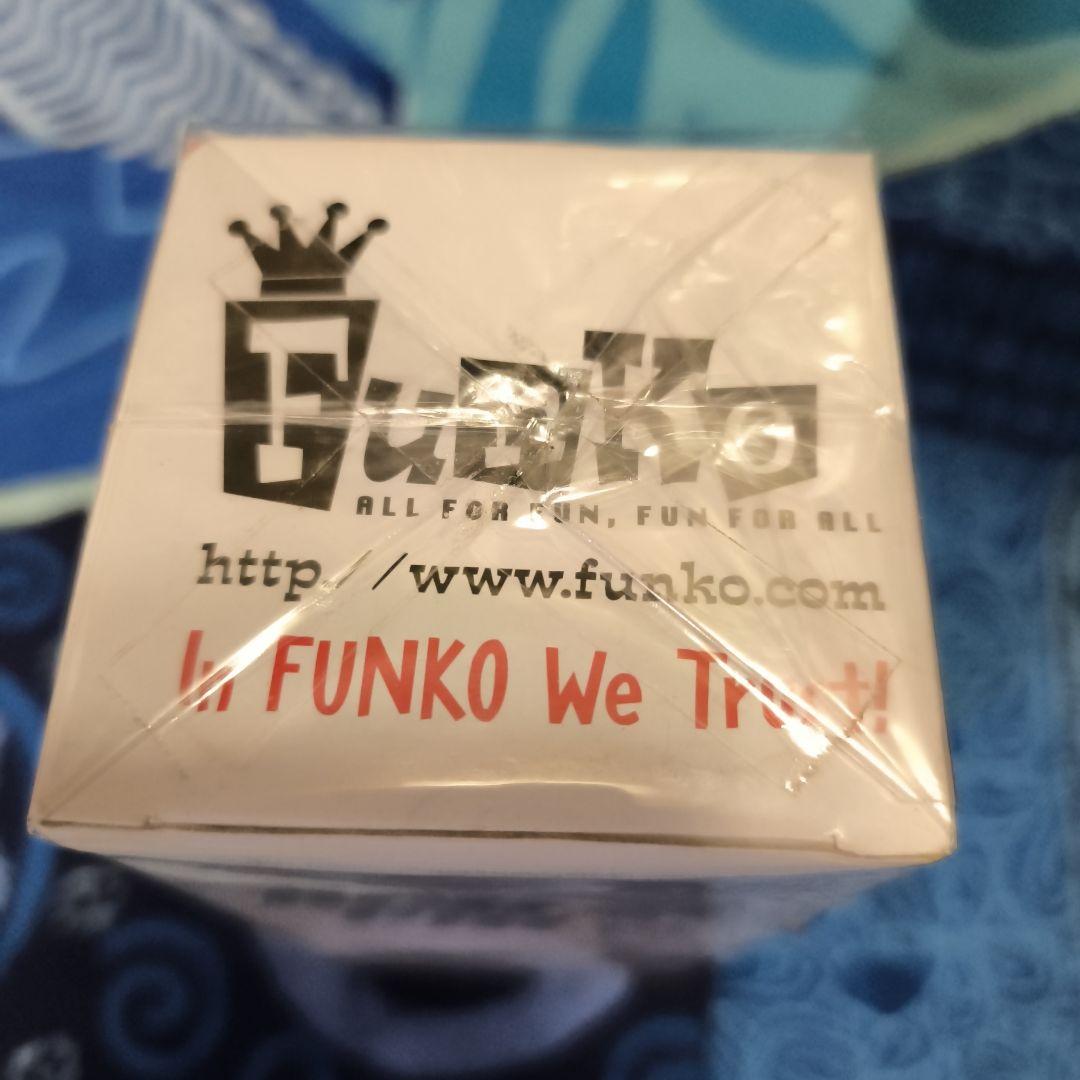 Funko
ALL FOR FUN, FUN FOR ALL
http://www.funko.com
In FUNKO We Trust!